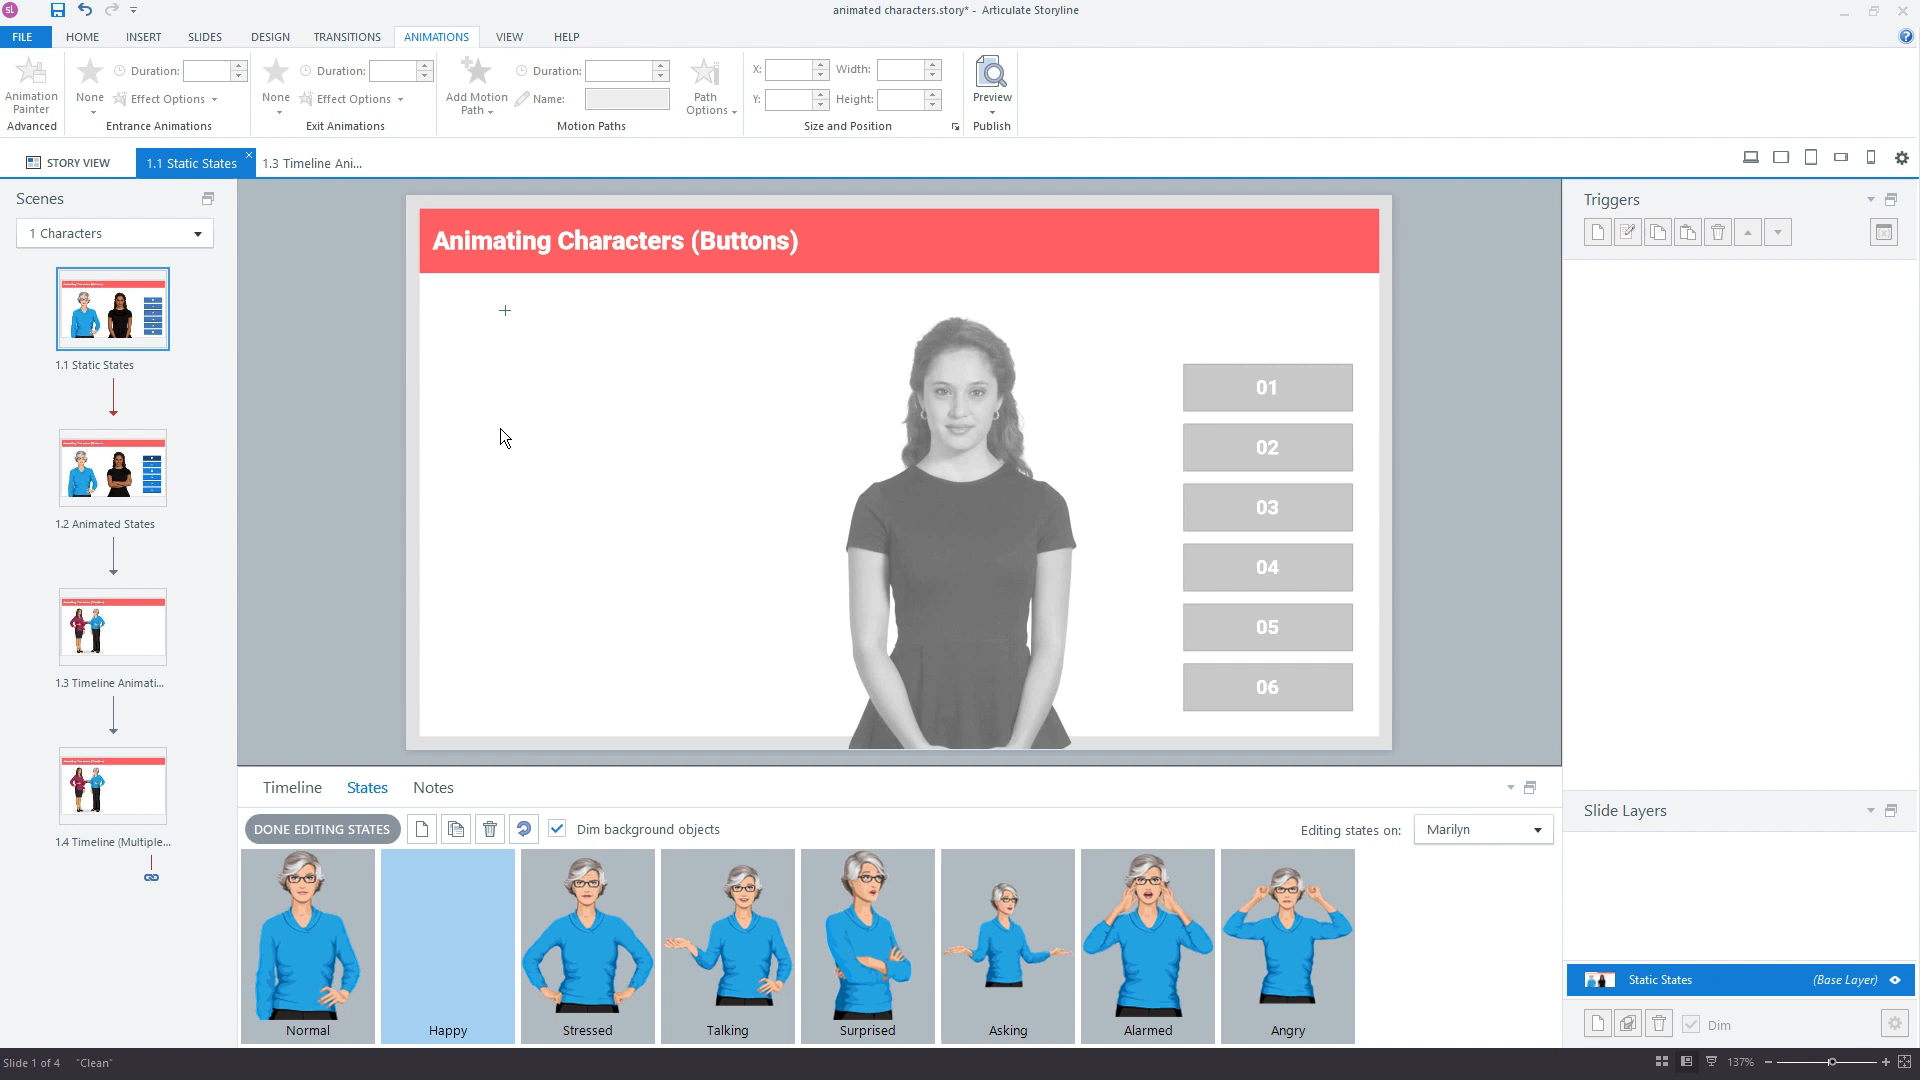 animated characters.story* - Articulate Storyline
FILE HOME INSERT SLIDES DESIGN TRANSITIONS ANIMATIONS VIEW HELP
Animation Painter
Advanced
None
Duration:
Effect Options
Entrance Animations
None
Duration:
Effect Options
Exit Animations
Add Motion Path
Duration:
Name:
Path Options
Motion Paths
X: Width:
Y: Height:
Size and Position
Preview
Publish
STORY VIEW 1.1 Static States 1.3 Timeline Ani...
Scenes
1 Characters
1.1 Static States
1.2 Animated States
1.3 Timeline Animati...
1.4 Timeline (Multiple...
Animating Characters (Buttons)
01
02
03
04
05
06
Timeline States Notes
DONE EDITING STATES Dim background objects Editing states on: Marilyn
Normal Happy Stressed Talking Surprised Asking Alarmed Angry
Triggers
Slide Layers
Static States (Base Layer)
Dim
Slide 1 of 4 "Clean" 137%